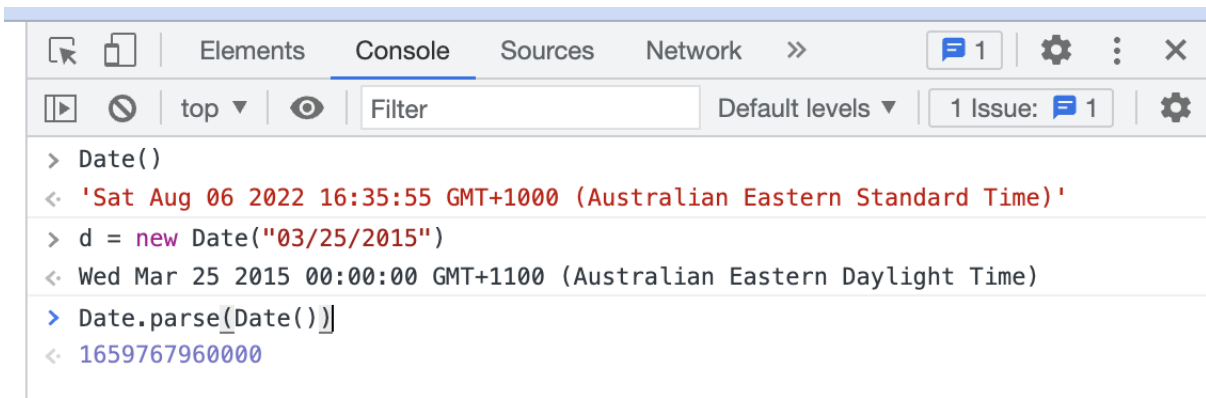 Elements Console Sources Network » 1
top ▼ Filter Default levels ▼ 1 Issue: 1
> Date()
'Sat Aug 06 2022 16:35:55 GMT+1000 (Australian Eastern Standard Time)'
> d = new Date("03/25/2015")
Wed Mar 25 2015 00:00:00 GMT+1100 (Australian Eastern Daylight Time)
> Date.parse(Date())
1659767960000